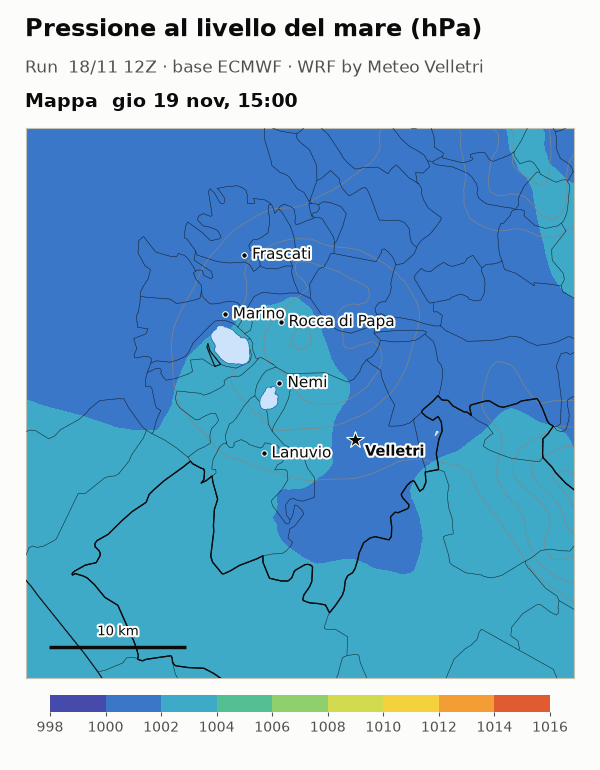 Pressione al livello del mare (hPa)
Run  18/11 12Z · base ECMWF · WRF by Meteo Velletri
Mappa  gio 19 nov, 15:00
Frascati
Marino
Rocca di Papa
Nemi
Velletri
Lanuvio
10 km
998 1000 1002 1004 1006 1008 1010 1012 1014 1016